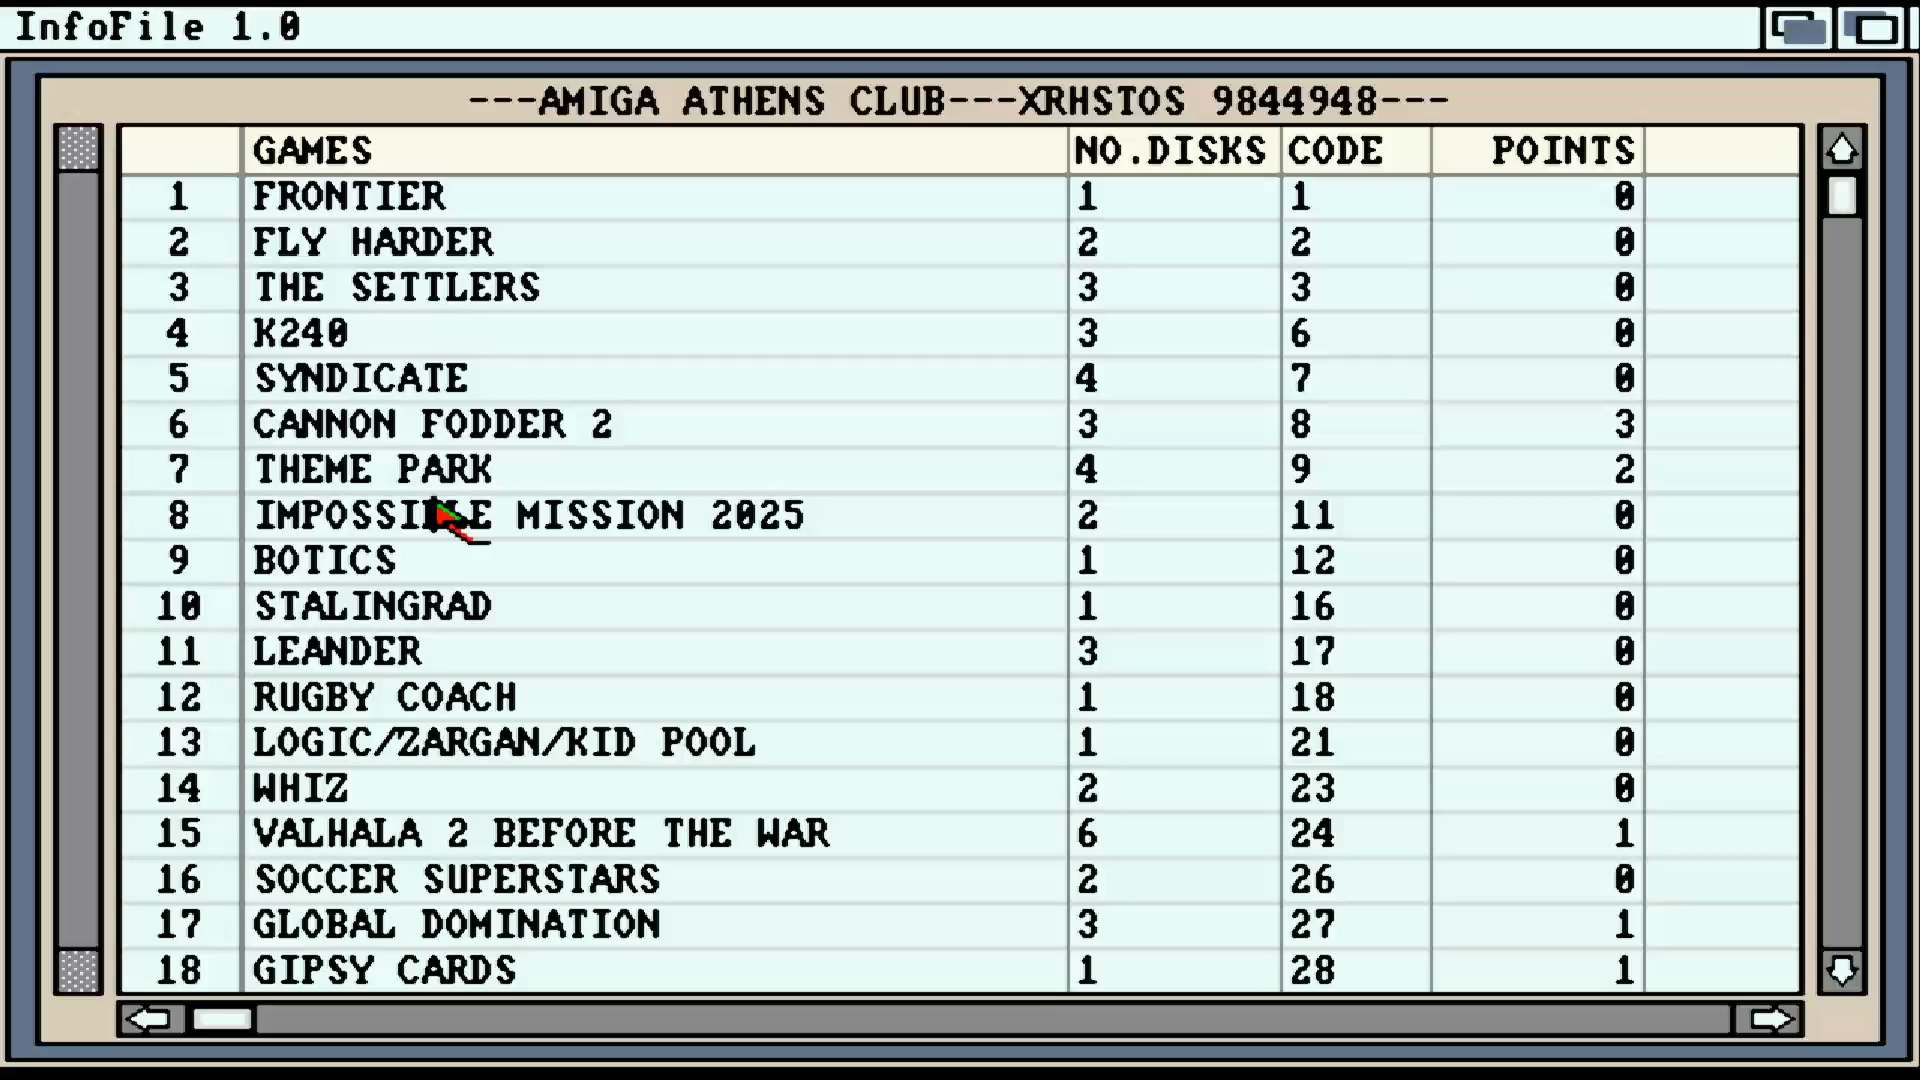 InfoFile 1.0
---AMIGA ATHENS CLUB---XRHSTOS 9844948---
GAMES NO.DISKS CODE POINTS
1 FRONTIER 1 1 0
2 FLY HARDER 2 2 0
3 THE SETTLERS 3 3 0
4 K240 3 6 0
5 SYNDICATE 4 7 0
6 CANNON FODDER 2 3 8 3
7 THEME PARK 4 9 2
8 IMPOSSIBLE MISSION 2025 2 11 0
9 BOTICS 1 12 0
10 STALINGRAD 1 16 0
11 LEANDER 3 17 0
12 RUGBY COACH 1 18 0
13 LOGIC/ZARGAN/KID POOL 1 21 0
14 WHIZ 2 23 0
15 VALHALA 2 BEFORE THE WAR 6 24 1
16 SOCCER SUPERSTARS 2 26 0
17 GLOBAL DOMINATION 3 27 1
18 GIPSY CARDS 1 28 1